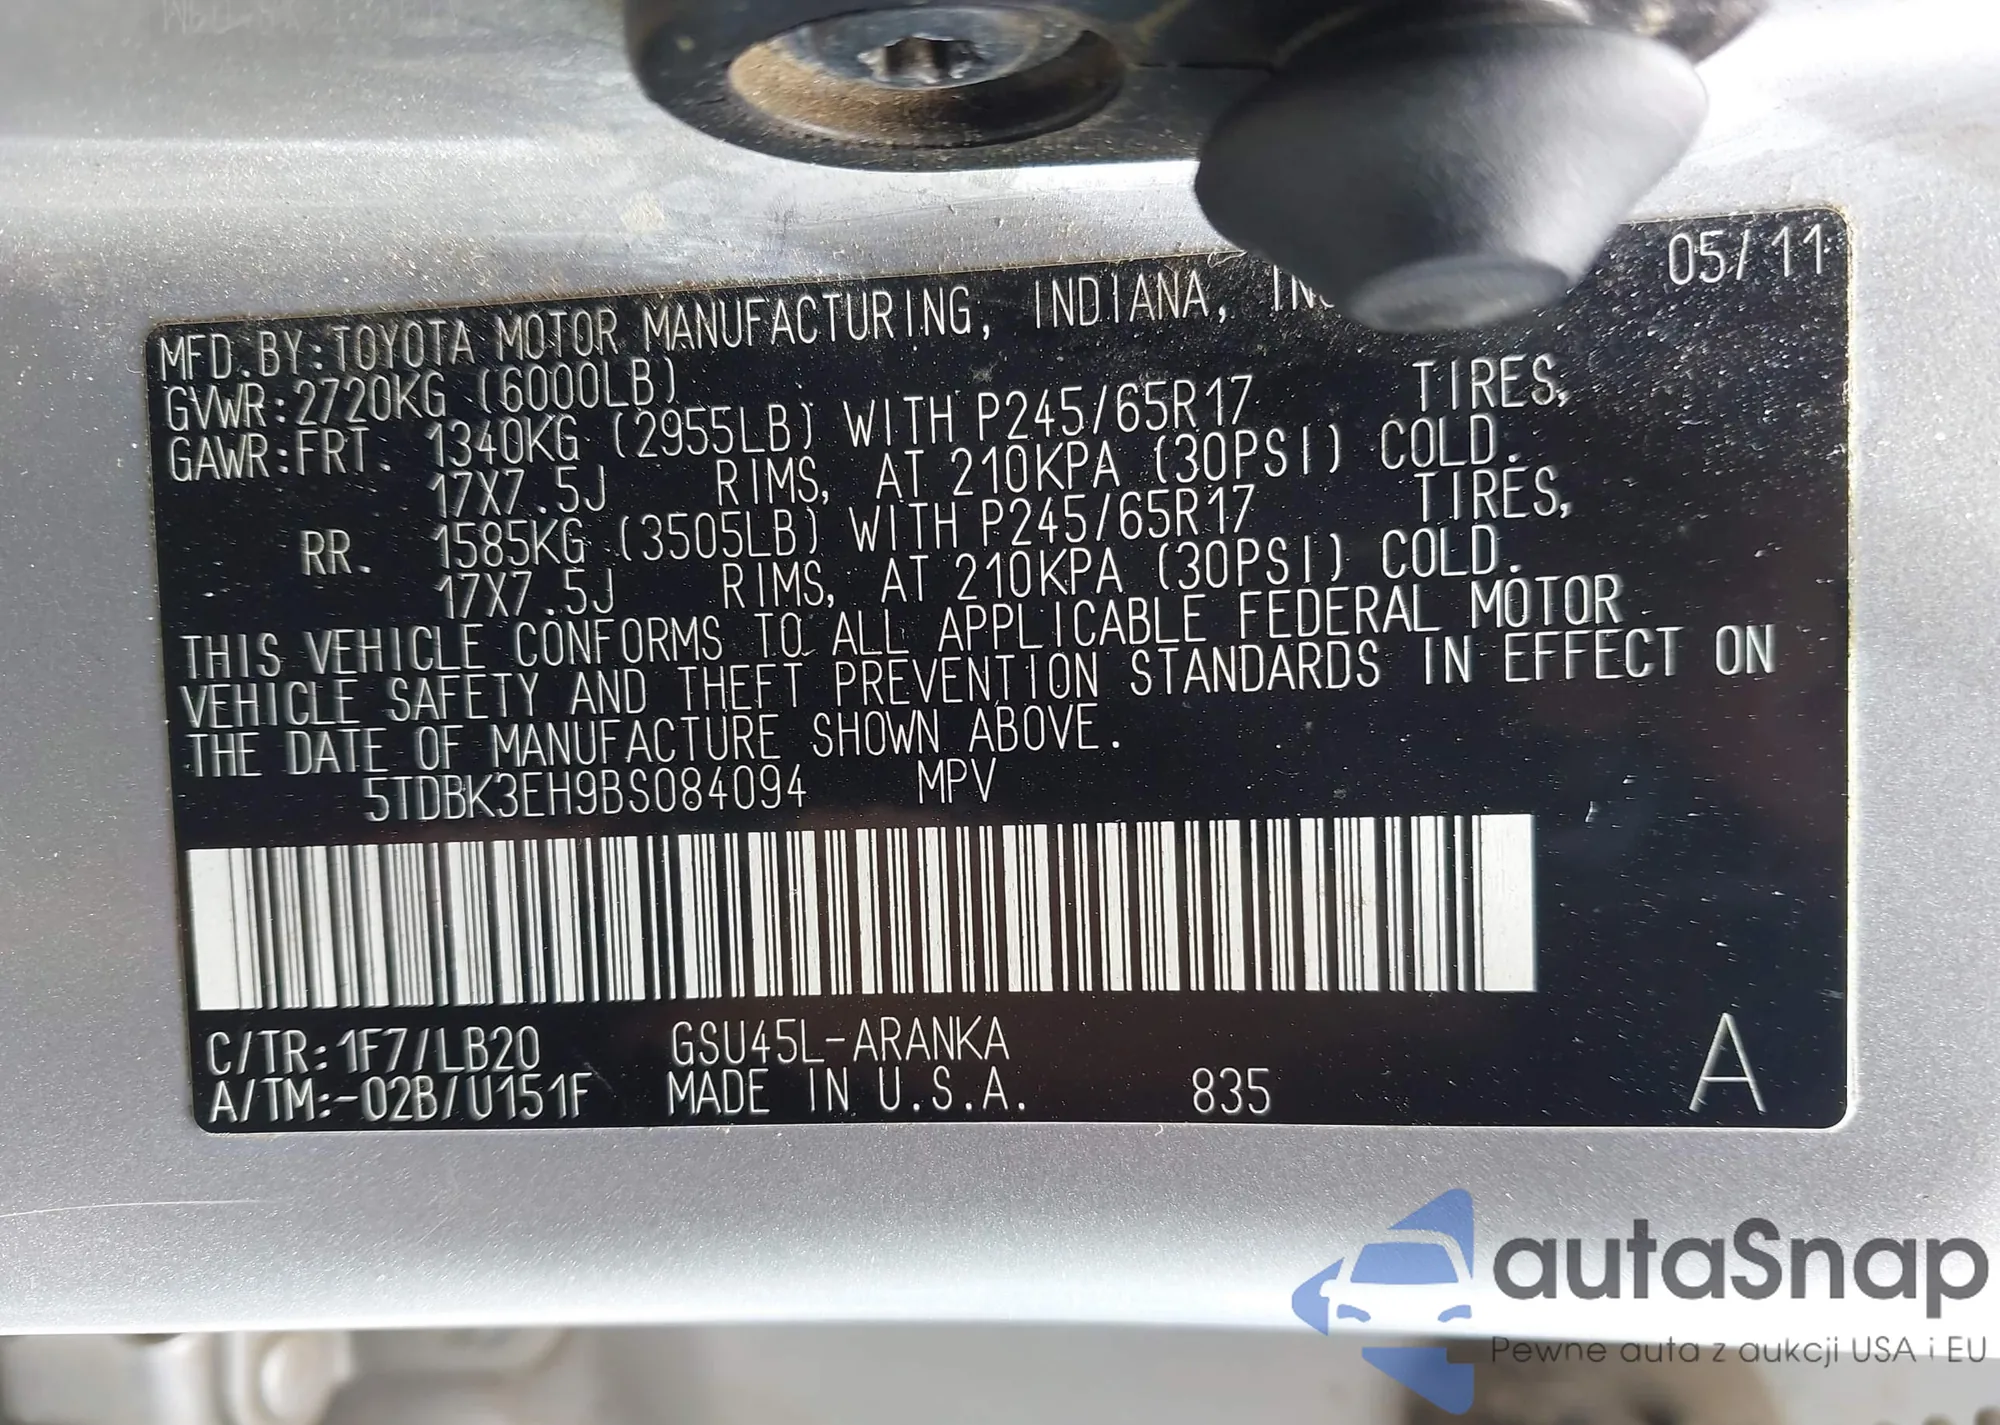 05/11
MFD.BY:TOYOTA MOTOR MANUFACTURING, INDIANA,
GVWR:2720KG (6000LB)
GAWR:FRT. 1340KG (2955LB) WITH P245/65R17 TIRES,
17X7.5J RIMS, AT 210KPA (30PSI) COLD.
RR. 1585KG (3505LB) WITH P245/65R17 TIRES,
17X7.5J RIMS, AT 210KPA (30PSI) COLD.
THIS VEHICLE CONFORMS TO ALL APPLICABLE FEDERAL MOTOR
VEHICLE SAFETY AND THEFT PREVENTION STANDARDS IN EFFECT ON
THE DATE OF MANUFACTURE SHOWN ABOVE.
5TDBK3EH9BS084094 MPV
C/TR:1F7/LB20 GSU45L-ARANKA
A/TM:-02B/U151F MADE IN U.S.A. 835 A
autaSnap
Pewne auta z aukcji USA i EU